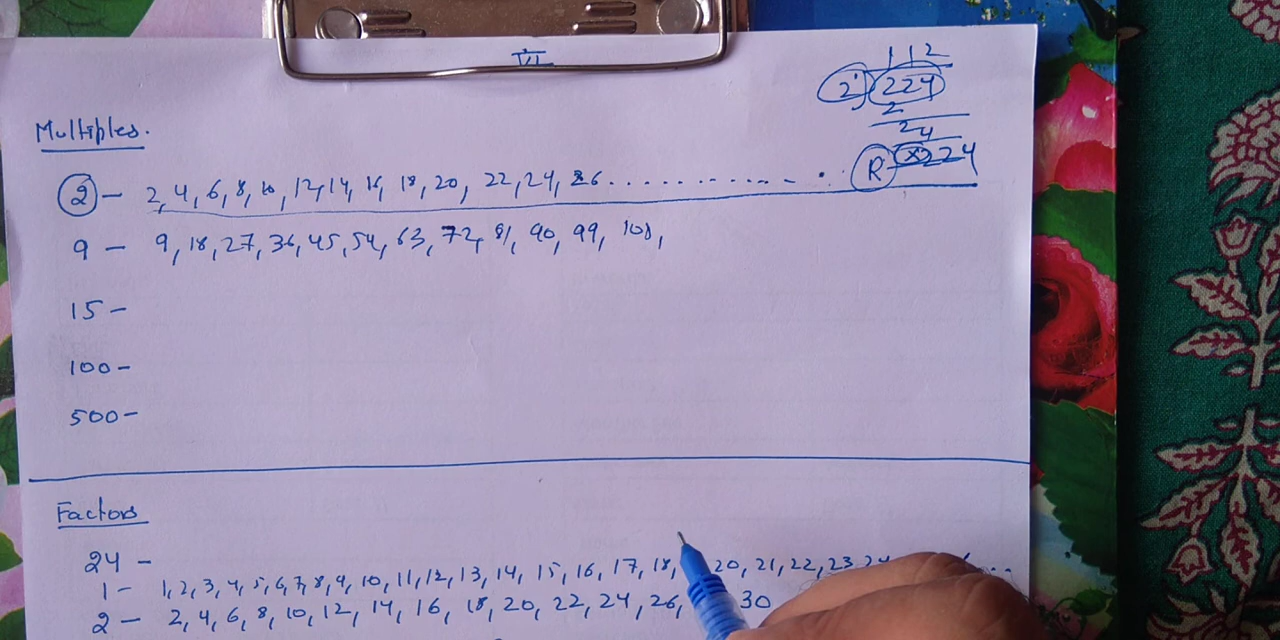 VI
112
2) 224
2
24
R 224
Multiples.
2 - 2, 4, 6, 8, 10, 12, 14, 16, 18, 20, 22, 24, 26 . . . . . . . . . . . . .
9 - 9, 18, 27, 36, 45, 54, 63, 72, 81, 90, 99, 108,
15 -
100 -
500 -
Factors
24 -
1 - 1, 2, 3, 4, 5, 6, 7, 8, 9, 10, 11, 12, 13, 14, 15, 16, 17, 18, 20, 21, 22, 23
2 - 2, 4, 6, 8, 10, 12, 14, 16, 18, 20, 22, 24, 26, 30